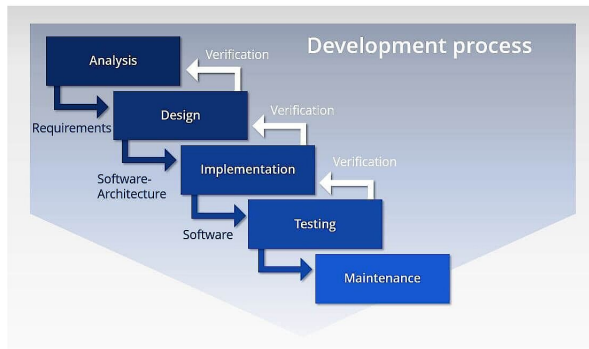 Development process
Analysis
Verification
Requirements
Design
Verification
Software-
Architecture
Implementation
Verification
Software
Testing
Maintenance